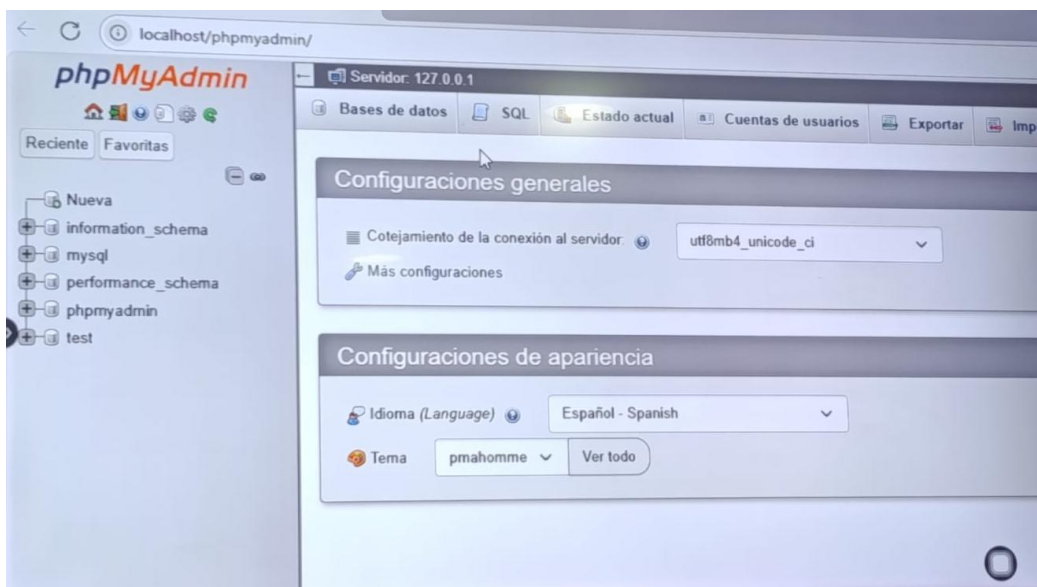 localhost/phpmyadmin/
phpMyAdmin
Reciente Favoritas
Nueva
information_schema
mysql
performance_schema
phpmyadmin
test
Servidor: 127.0.0.1
Bases de datos SQL Estado actual Cuentas de usuarios Exportar Imp
Configuraciones generales
Cotejamiento de la conexión al servidor: utf8mb4_unicode_ci
Más configuraciones
Configuraciones de apariencia
Idioma (Language) Español - Spanish
Tema pmahomme Ver todo